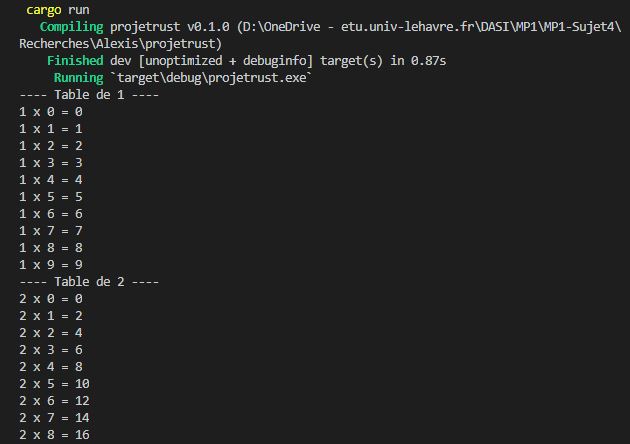 cargo run
Compiling projetrust v0.1.0 (D:\OneDrive - etu.univ-lehavre.fr\DASI\MP1\MP1-Sujet4\
Recherches\Alexis\projetrust)
Finished dev [unoptimized + debuginfo] target(s) in 0.87s
Running `target\debug\projetrust.exe`
---- Table de 1 ----
1 x 0 = 0
1 x 1 = 1
1 x 2 = 2
1 x 3 = 3
1 x 4 = 4
1 x 5 = 5
1 x 6 = 6
1 x 7 = 7
1 x 8 = 8
1 x 9 = 9
---- Table de 2 ----
2 x 0 = 0
2 x 1 = 2
2 x 2 = 4
2 x 3 = 6
2 x 4 = 8
2 x 5 = 10
2 x 6 = 12
2 x 7 = 14
2 x 8 = 16